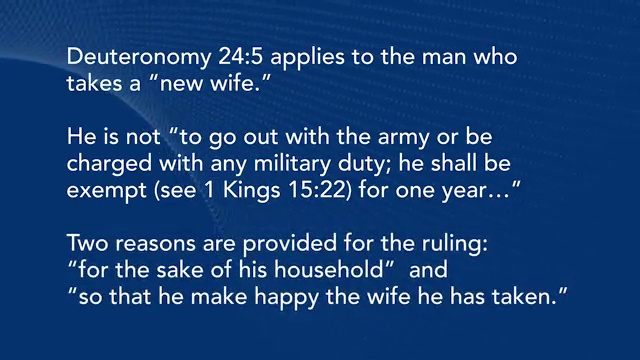 Deuteronomy 24:5 applies to the man who
takes a “new wife.”
He is not “to go out with the army or be
charged with any military duty; he shall be
exempt (see 1 Kings 15:22) for one year…”
Two reasons are provided for the ruling:
“for the sake of his household”  and
“so that he make happy the wife he has taken.”